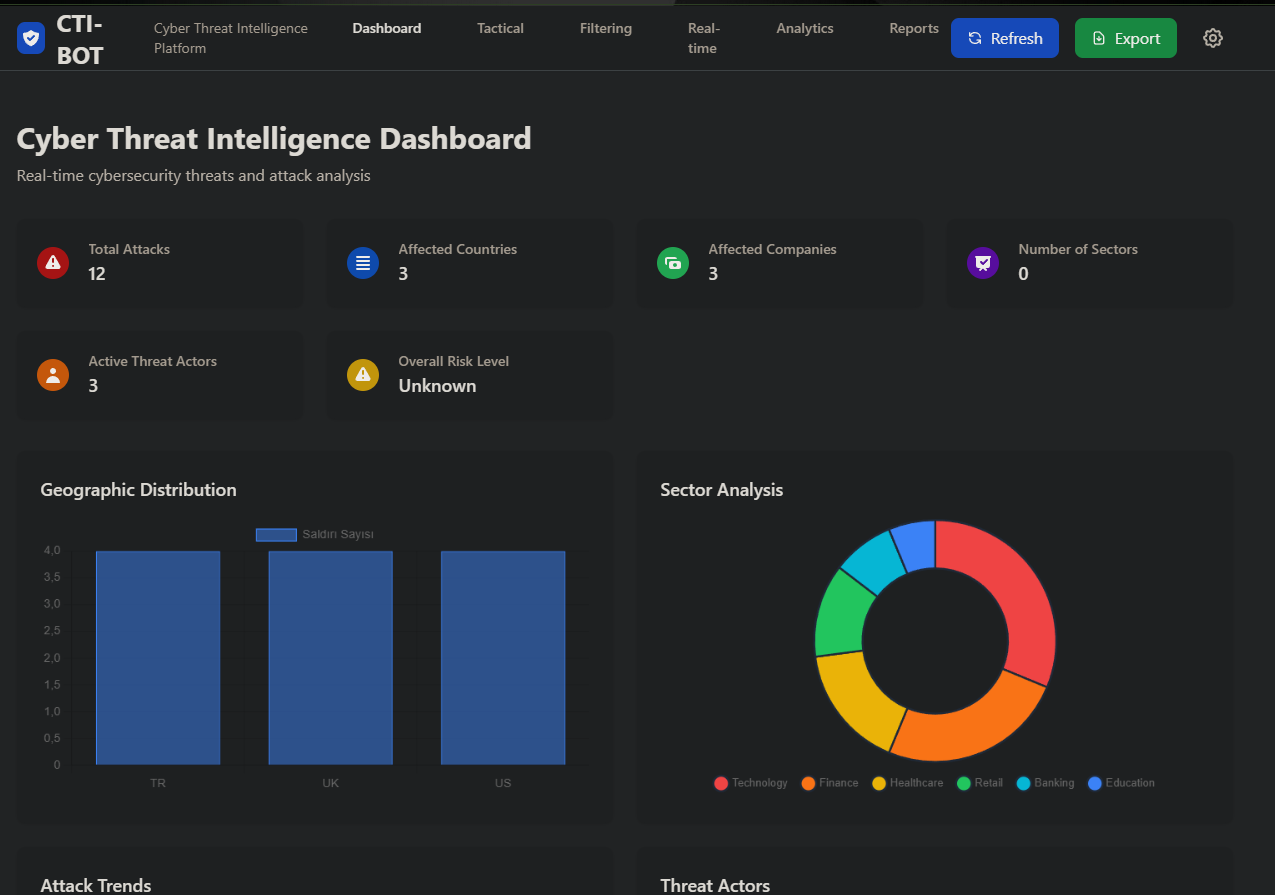 CTI-
BOT
Cyber Threat Intelligence
Platform
Dashboard
Tactical
Filtering
Real-
time
Analytics
Reports
Refresh
Export
Cyber Threat Intelligence Dashboard
Real-time cybersecurity threats and attack analysis
Total Attacks
12
Affected Countries
3
Affected Companies
3
Number of Sectors
0
Active Threat Actors
3
Overall Risk Level
Unknown
Geographic Distribution
Saldırı Sayısı
4,0
3,5
3,0
2,5
2,0
1,5
1,0
0,5
0
TR
UK
US
Sector Analysis
Technology
Finance
Healthcare
Retail
Banking
Education
Attack Trends
Threat Actors